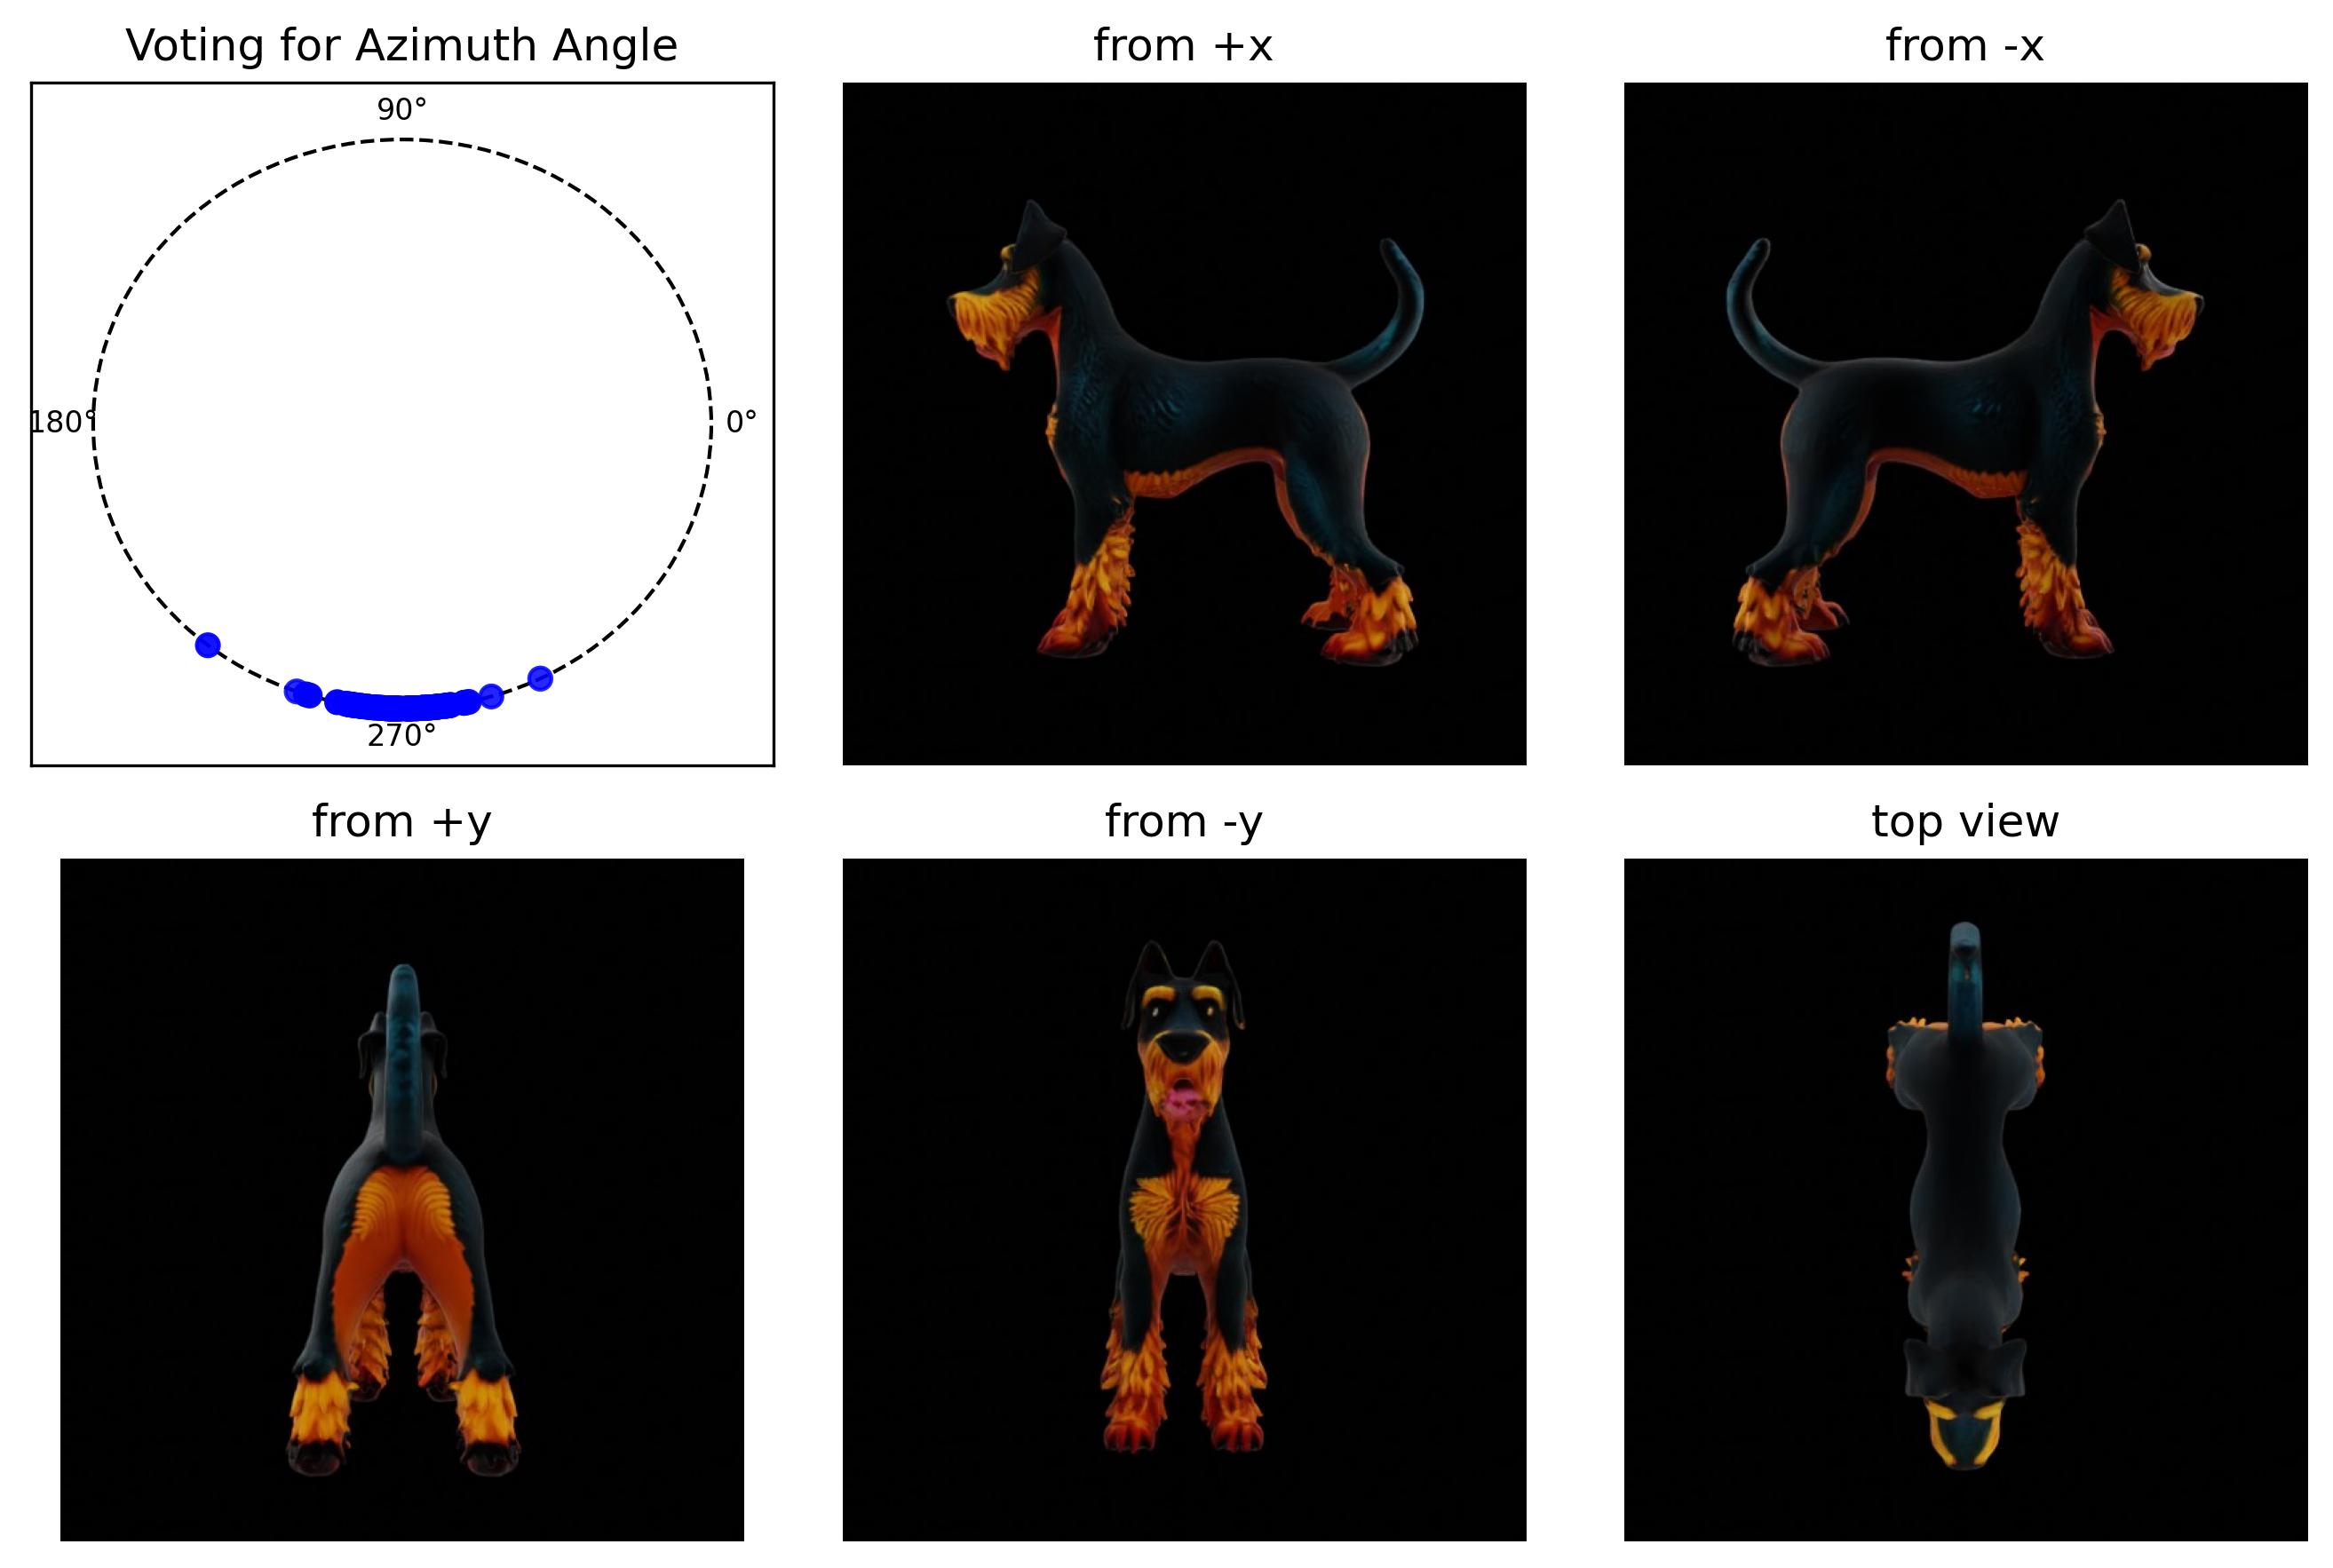 Voting for Azimuth Angle
from +x
from -x
90°
180°
0°
270°
from +y
from -y
top view